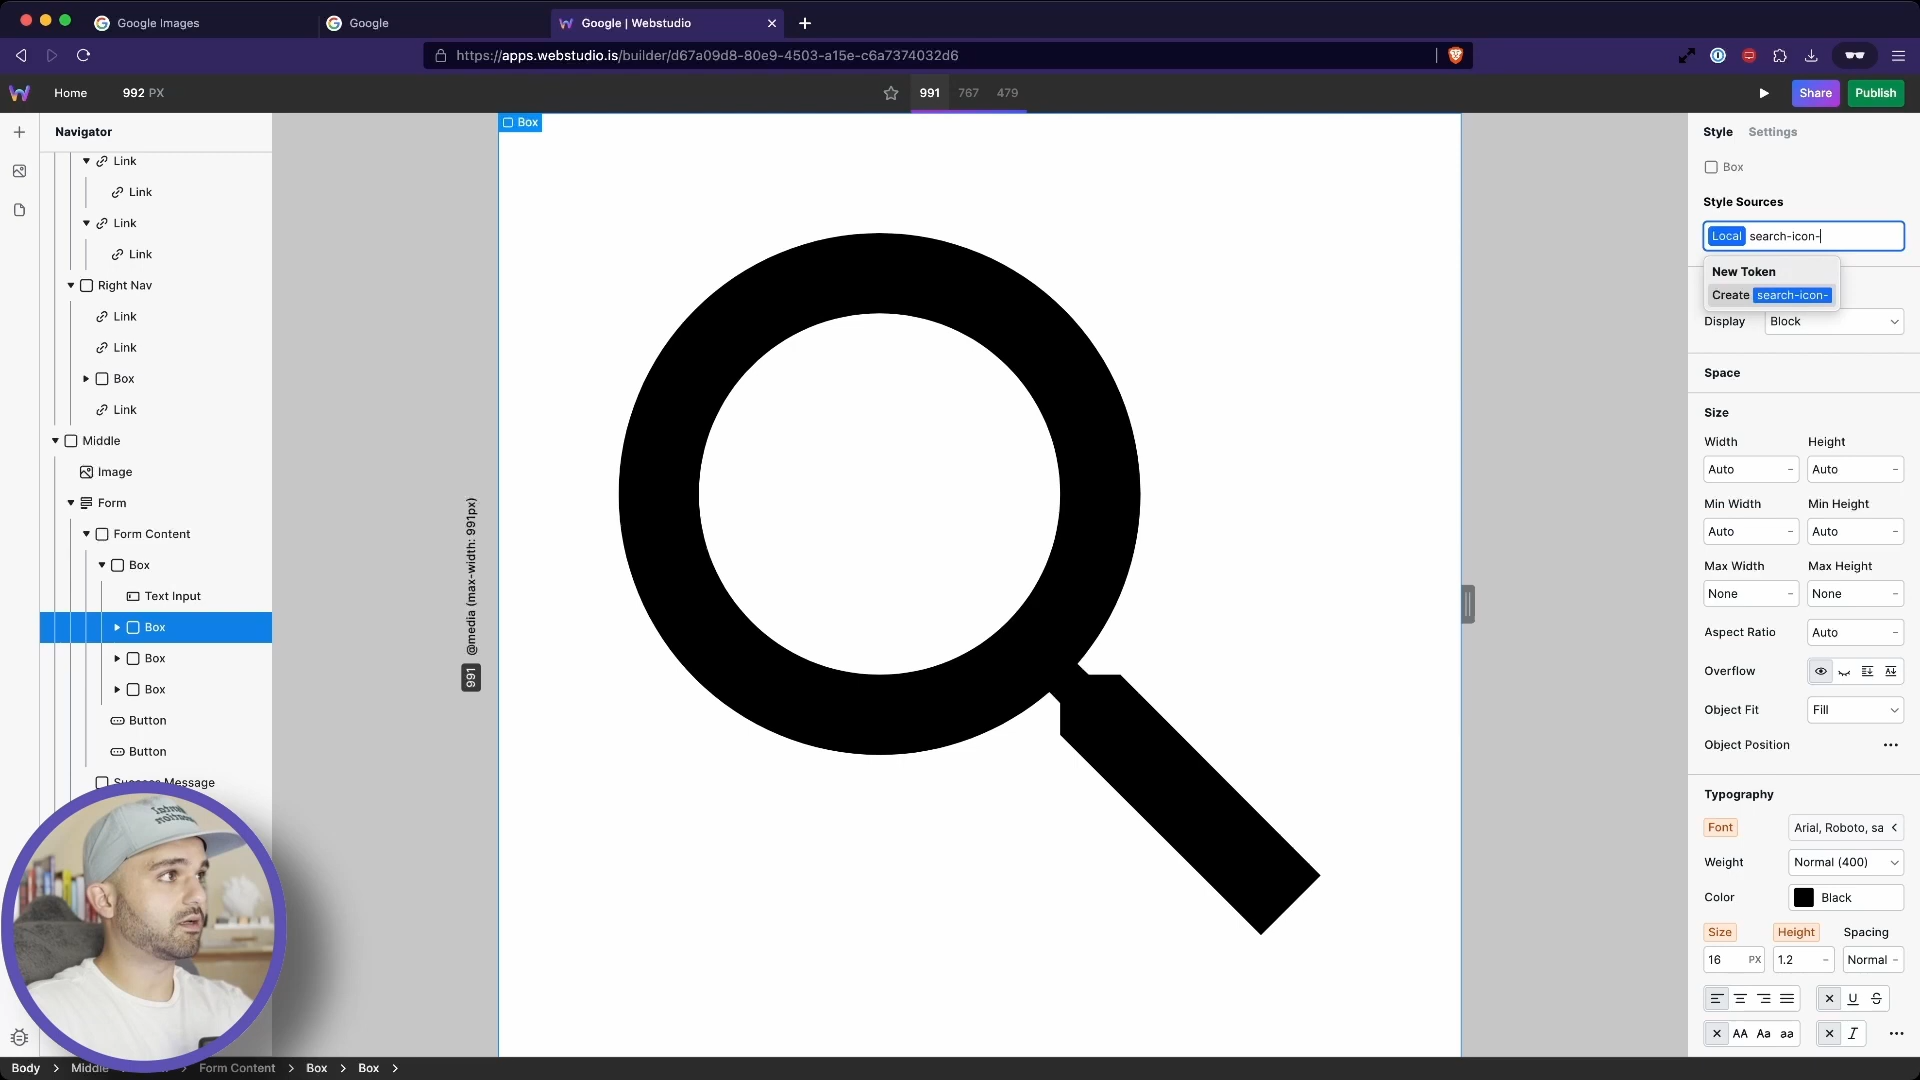 Google Images
Google
Google | Webstudio
https://apps.webstudio.is/builder/d67a09d8-80e9-4503-a15e-c6a7374032d6
Home
992 PX
991
767
479
Share
Publish
Navigator
Link
Link
Link
Link
Right Nav
Link
Link
Box
Link
Middle
Image
Form
Form Content
Box
Text Input
Box
Box
Box
Button
Button
Success Message
Box
991 @media (max-width: 991px)
Style
Settings
Box
Style Sources
Local search-icon-
New Token
Create search-icon-
Display
Block
Space
Size
Width
Height
Auto
Auto
Min Width
Min Height
Auto
Auto
Max Width
Max Height
None
None
Aspect Ratio
Auto
Overflow
Object Fit
Fill
Object Position
Typography
Font
Arial, Roboto, sa
Weight
Normal (400)
Color
Black
Size
Height
Spacing
16 PX
1.2
Normal
AA Aa aa
Body
Middle
Form Content
Box
Box